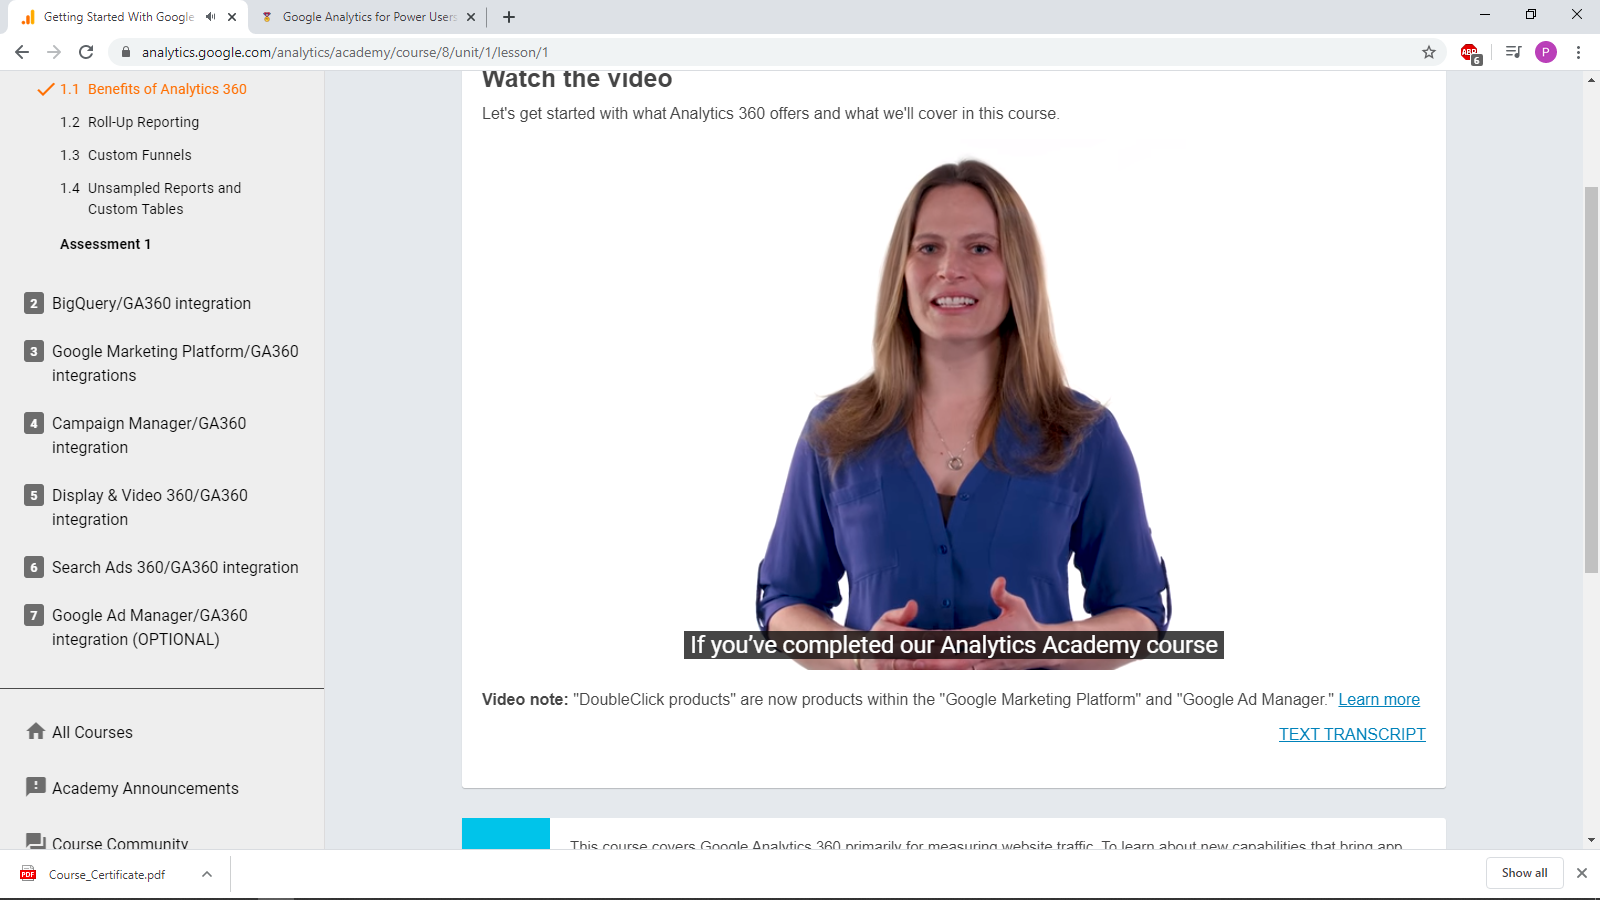 Getting Started With Google
Google Analytics for Power Users
analytics.google.com/analytics/academy/course/8/unit/1/lesson/1
ABP
6
P
1.1 Benefits of Analytics 360
1.2 Roll-Up Reporting
1.3 Custom Funnels
1.4 Unsampled Reports and
Custom Tables
Assessment 1
2 BigQuery/GA360 integration
3 Google Marketing Platform/GA360
integrations
4 Campaign Manager/GA360
integration
5 Display & Video 360/GA360
integration
6 Search Ads 360/GA360 integration
7 Google Ad Manager/GA360
integration (OPTIONAL)
All Courses
Academy Announcements
Course Community
Watch the video
Let's get started with what Analytics 360 offers and what we'll cover in this course.
If you’ve completed our Analytics Academy course
Video note: "DoubleClick products" are now products within the "Google Marketing Platform" and "Google Ad Manager." Learn more
TEXT TRANSCRIPT
This course covers Google Analytics 360 primarily for measuring website traffic. To learn about new capabilities that bring app
PDF
Course_Certificate.pdf
Show all